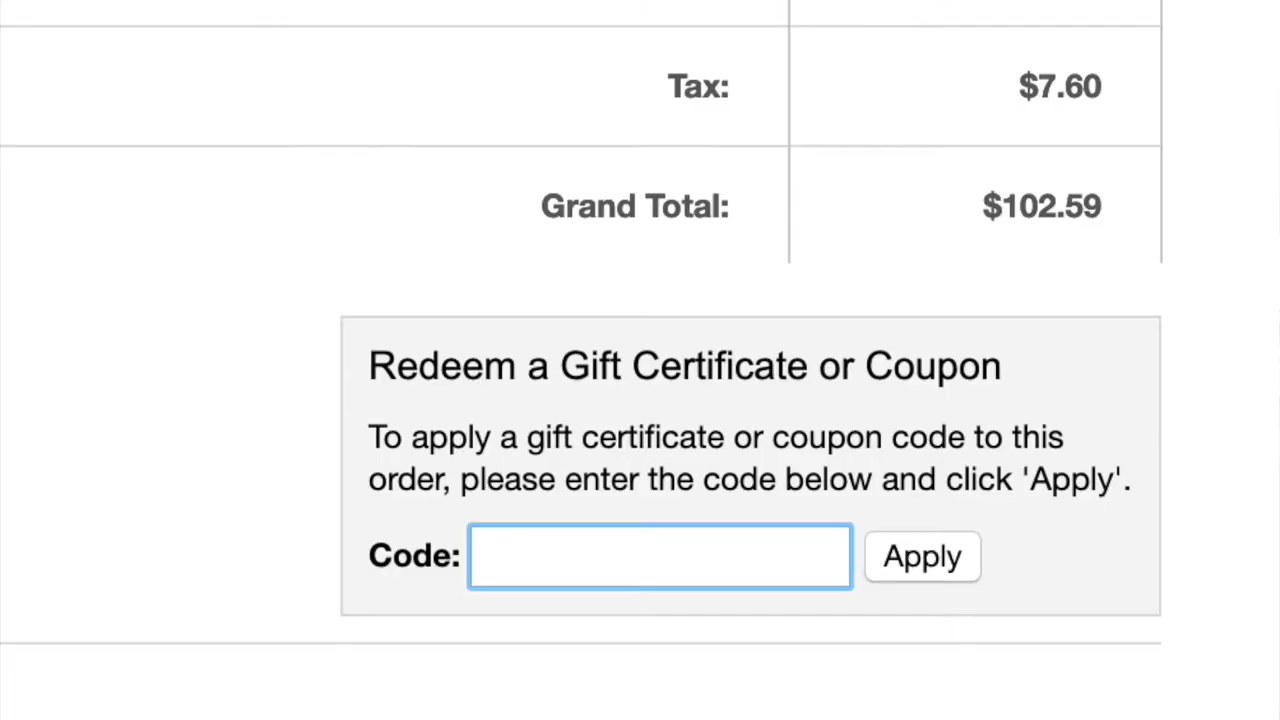 Tax: $7.60
Grand Total: $102.59
Redeem a Gift Certificate or Coupon
To apply a gift certificate or coupon code to this
order, please enter the code below and click 'Apply'.
Code: Apply